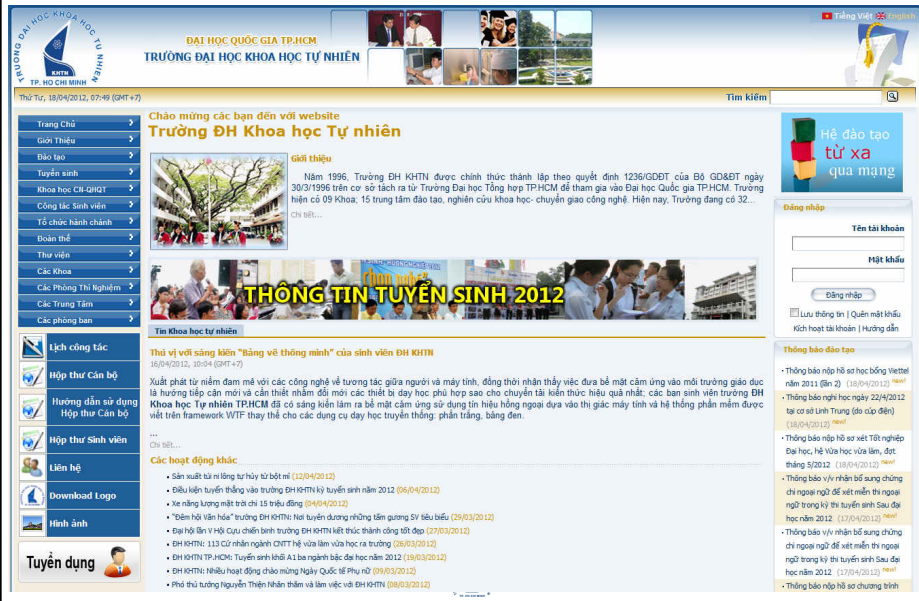 TRƯỜNG ĐẠI HỌC KHOA HỌC TỰ NHIÊN
KHTN
TP. HO CHI MINH
ĐẠI HỌC QUỐC GIA TP.HCM
TRƯỜNG ĐẠI HỌC KHOA HỌC TỰ NHIÊN
Tiếng Việt English
Thứ Tư, 18/04/2012, 07:49 (GMT+7)
Tìm kiếm
Trang Chủ
Giới Thiệu
Đào tạo
Tuyển sinh
Khoa học CN-QHQT
Công tác Sinh viên
Tổ chức hành chánh
Đoàn thể
Thư viện
Các Khoa
Các Phòng Thí Nghiệm
Các Trung Tâm
Các phòng ban
Lịch công tác
Hộp thư Cán bộ
Hướng dẫn sử dụng
Hộp thư Cán bộ
Hộp thư Sinh viên
Liên hệ
Download Logo
Hình ảnh
Tuyển dụng
Chào mừng các bạn đến với website
Trường ĐH Khoa học Tự nhiên
Giới thiệu
Năm 1996, Trường ĐH KHTN được chính thức thành lập theo quyết định 1236/GDĐT của Bộ GD&ĐT ngày
30/3/1996 trên cơ sở tách ra từ Trường Đại học Tổng hợp TP.HCM để tham gia vào Đại học Quốc gia TP.HCM. Trường
hiện có 09 Khoa; 15 trung tâm đào tạo, nghiên cứu khoa học- chuyển giao công nghệ. Hiện nay, Trường đang có 32...
Chi tiết...
THÔNG TIN TUYỂN SINH 2012
Tin Khoa học tự nhiên
Thú vị với sáng kiến "Bảng vẽ thông minh" của sinh viên ĐH KHTN
16/04/2012, 10:04 (GMT+7)
Xuất phát từ niềm đam mê với các công nghệ về tương tác giữa người và máy tính, đồng thời nhận thấy việc đưa bề mặt cảm ứng vào môi trường giáo dục
là hướng tiếp cận mới và cần thiết nhằm đổi mới các thiết bị dạy học phù hợp sao cho chuyển tải kiến thức hiệu quả nhất; các bạn sinh viên trường ĐH
Khoa học Tự nhiên TP.HCM đã có sáng kiến làm ra bề mặt cảm ứng sử dụng tín hiệu hồng ngoại dựa vào thị giác máy tính và hệ thống phần mềm được
viết trên framework WTF thay thế cho các dụng cụ dạy học truyền thống: phấn trắng, bảng đen.
...
Chi tiết...
Các hoạt động khác
• Sản xuất túi ni lông tự hủy từ bột mì (12/04/2012)
• Điều kiện tuyển thẳng vào trường ĐH KHTN kỳ tuyển sinh năm 2012 (06/04/2012)
• Xe năng lượng mặt trời chi 15 triệu đồng (04/04/2012)
• "Đêm hội Văn hóa" trường ĐH KHTN: Nơi tuyên dương những tấm gương SV tiêu biểu (29/03/2012)
• Đại hội lần V Hội Cựu chiến binh trường ĐH KHTN kết thúc thành công tốt đẹp (27/03/2012)
• ĐH KHTN: 113 Cử nhân ngành CNTT hệ vừa làm vừa học ra trường (26/03/2012)
• ĐH KHTN TP.HCM: Tuyển sinh khối A1 ba ngành bậc đại học năm 2012 (19/03/2012)
• ĐH KHTN: Nhiều hoạt động chào mừng Ngày Quốc tế Phụ nữ (09/03/2012)
• Phó thủ tướng Nguyễn Thiện Nhân thăm và làm việc với ĐH KHTN (08/03/2012)
Hệ đào tạo
từ xa
qua mạng
Đăng nhập
Tên tài khoản
Mật khẩu
Đăng nhập
Lưu thông tin | Quên mật khẩu
Kích hoạt tài khoản | Hướng dẫn
Thông báo đào tạo
• Thông báo nộp hồ sơ học bổng Viettel
năm 2011 (lần 2) (18/04/2012) new!
• Thông báo nghỉ học ngày 22/4/2012
tại cơ sở Linh Trung (do cúp điện)
(18/04/2012) new!
• Thông báo nộp hồ sơ xét Tốt nghiệp
Đại học, hệ Vừa học vừa làm, đợt
tháng 5/2012 (18/04/2012) new!
• Thông báo v/v nhận bổ sung chứng
chỉ ngoại ngữ để xét miễn thi ngoại
ngữ trong kỳ thi tuyển sinh Sau đại
học năm 2012 (17/04/2012) new!
• Thông báo v/v nhận bổ sung chứng
chỉ ngoại ngữ để xét miễn thi ngoại
ngữ trong kỳ thi tuyển sinh Sau đại
học năm 2012 (17/04/2012) new!
• Thông báo nộp hồ sơ chương trình